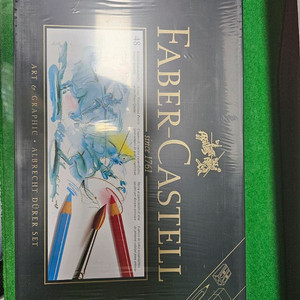 FABER-CASTELL
since 1761
ART & GRAPHIC • ALBRECHT DÜRER SET